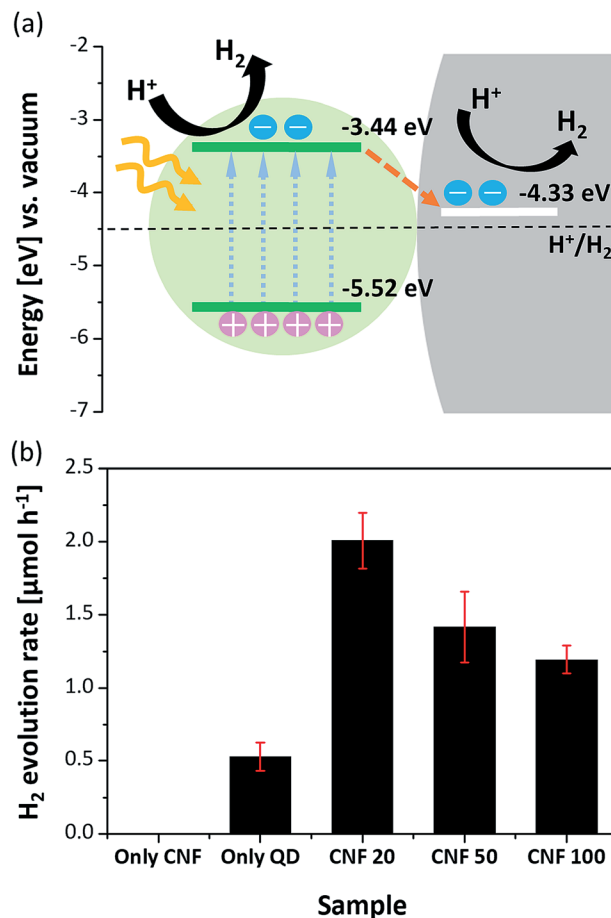 (a)
Energy [eV] vs. vacuum
-2
-3
-4
-5
-6
-7
H⁺
H₂
-3.44 eV
-5.52 eV
H⁺
H₂
-4.33 eV
H⁺/H₂
(b)
H₂ evolution rate [µmol h⁻¹]
2.5
2.0
1.5
1.0
0.5
0.0
Only CNF Only QD CNF 20 CNF 50 CNF 100
Sample